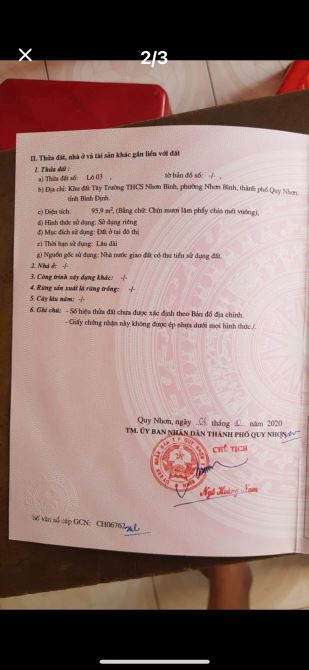 2/3
II. Thửa đất, nhà ở và tài sản khác gắn liền với đất
1. Thửa đất:
a) Thửa đất số: Lô 03 , tờ bản đồ số: -/- ,
b) Địa chỉ: Khu đất Tây Trường THCS Nhơn Bình, phường Nhơn Bình, thành phố Quy Nhơn,
tỉnh Bình Định.
c) Diện tích: 95,9 m², (Bằng chữ: Chín mươi lăm phẩy chín mét vuông),
d) Hình thức sử dụng: Sử dụng riêng
đ) Mục đích sử dụng: Đất ở tại đô thị
e) Thời hạn sử dụng: Lâu dài
g) Nguồn gốc sử dụng: Nhà nước giao đất có thu tiền sử dụng đất.
2. Nhà ở: -/-
3. Công trình xây dựng khác: -/-
4. Rừng sản xuất là rừng trồng: -/-
5. Cây lâu năm: -/-
6. Ghi chú: - Số hiệu thửa đất chưa được xác định theo Bản đồ địa chính.
- Giấy chứng nhận này không được ép nhựa dưới mọi hình thức./.
Quy Nhơn, ngày tháng năm 2020
TM. ỦY BAN NHÂN DÂN THÀNH PHỐ QUY NHƠN
CHỦ TỊCH
Ngô Hoàng Nam
Số vào sổ cấp GCN: CH06762